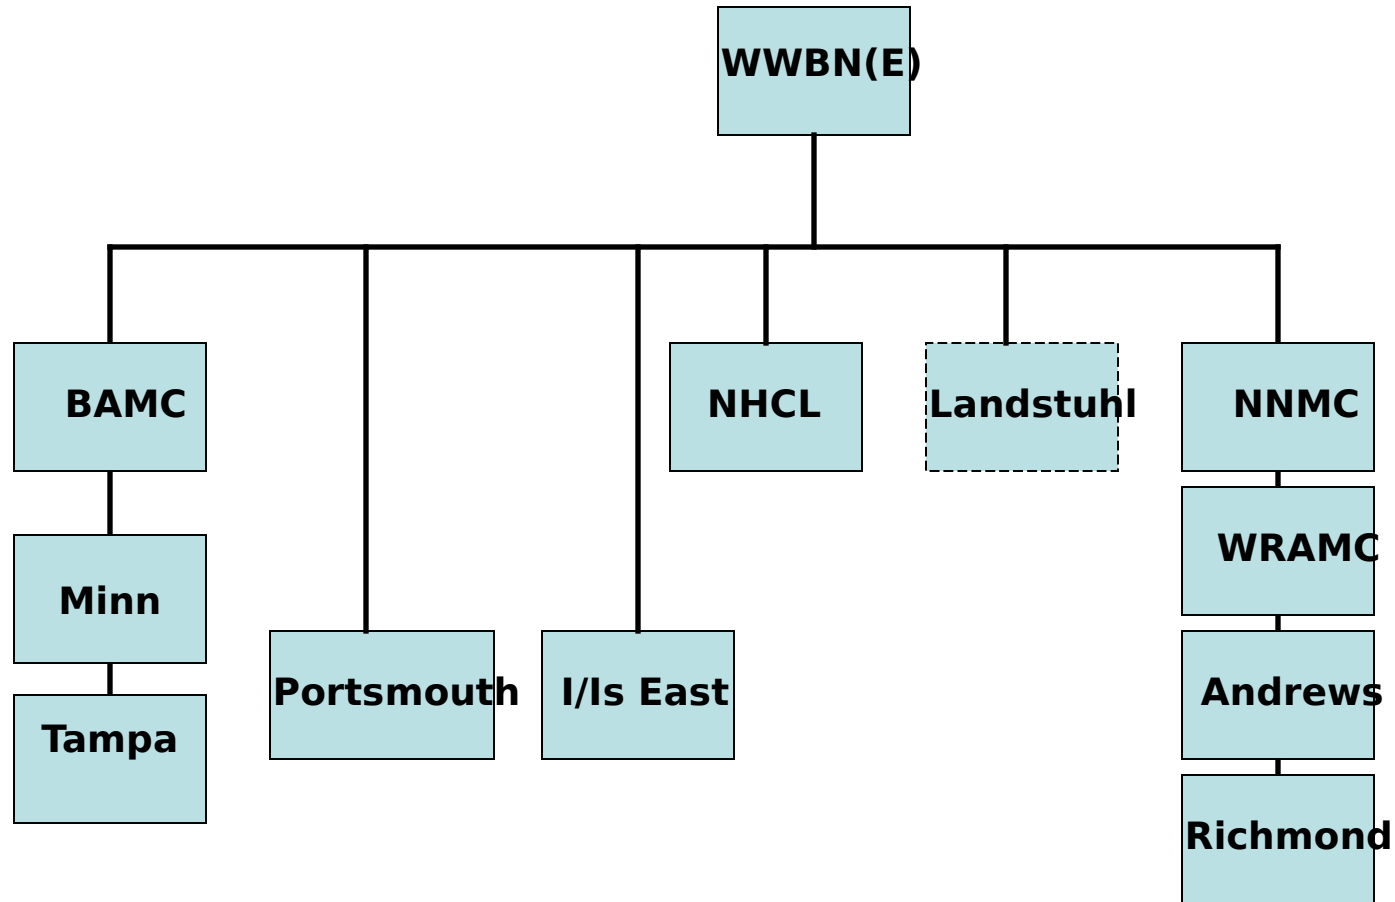 WWBN(E)
BAMC
NHCL
Landstuhl
NNMC
WRAMC
Minn
Portsmouth
I/Is East
Andrews
Tampa
Richmond